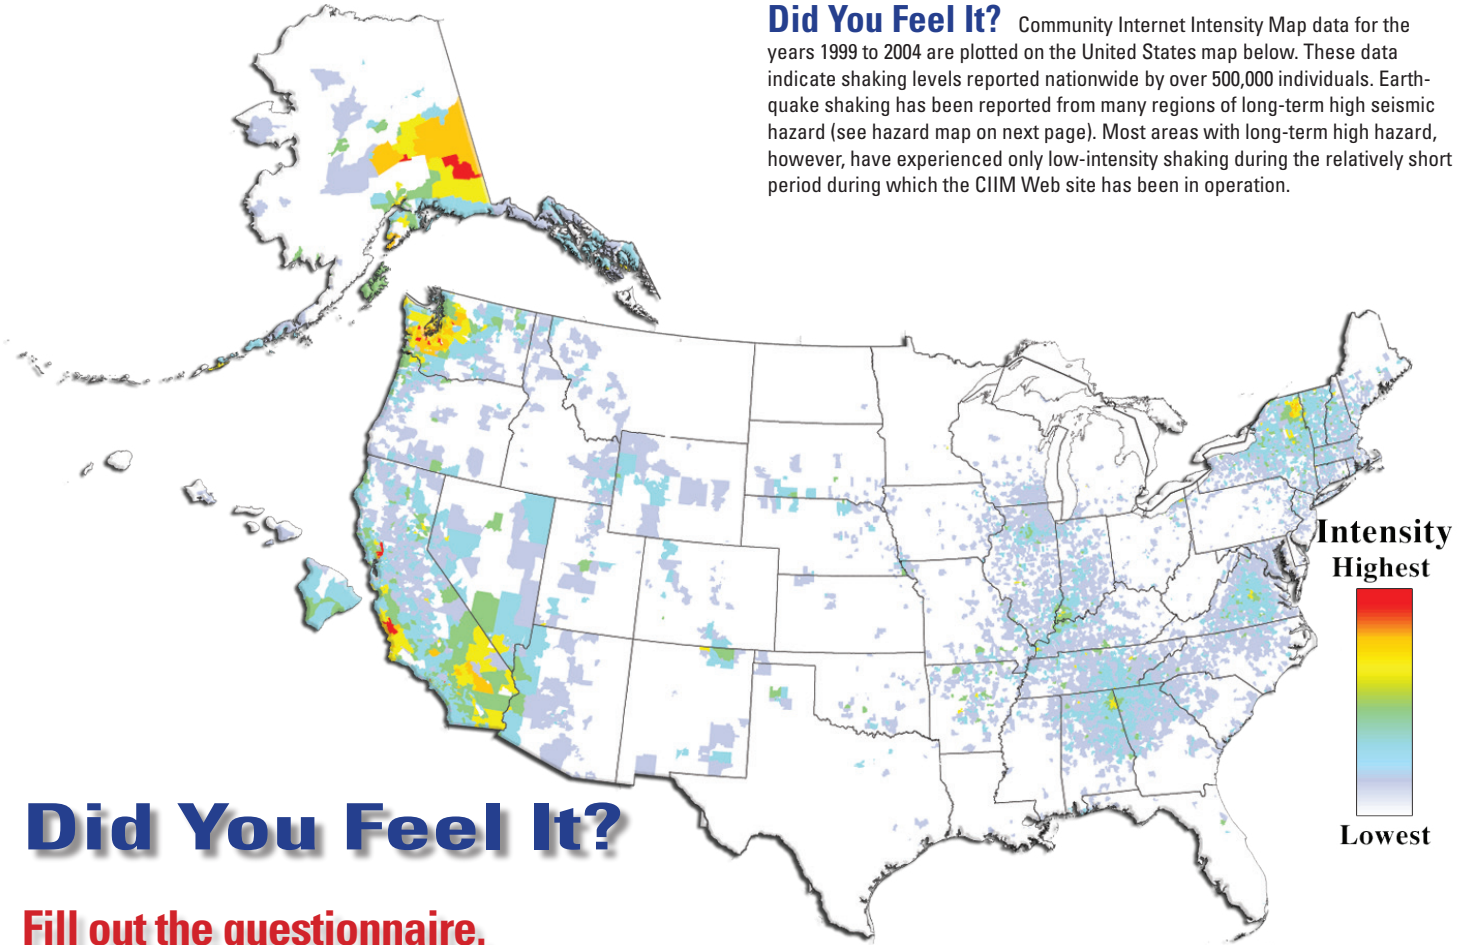 Did You Feel It? Community Internet Intensity Map data for the
years 1999 to 2004 are plotted on the United States map below. These data
indicate shaking levels reported nationwide by over 500,000 individuals. Earth-
quake shaking has been reported from many regions of long-term high seismic
hazard (see hazard map on next page). Most areas with long-term high hazard,
however, have experienced only low-intensity shaking during the relatively short
period during which the CIIM Web site has been in operation.
Intensity
Highest
Lowest
Did You Feel It?
Fill out the questionnaire.